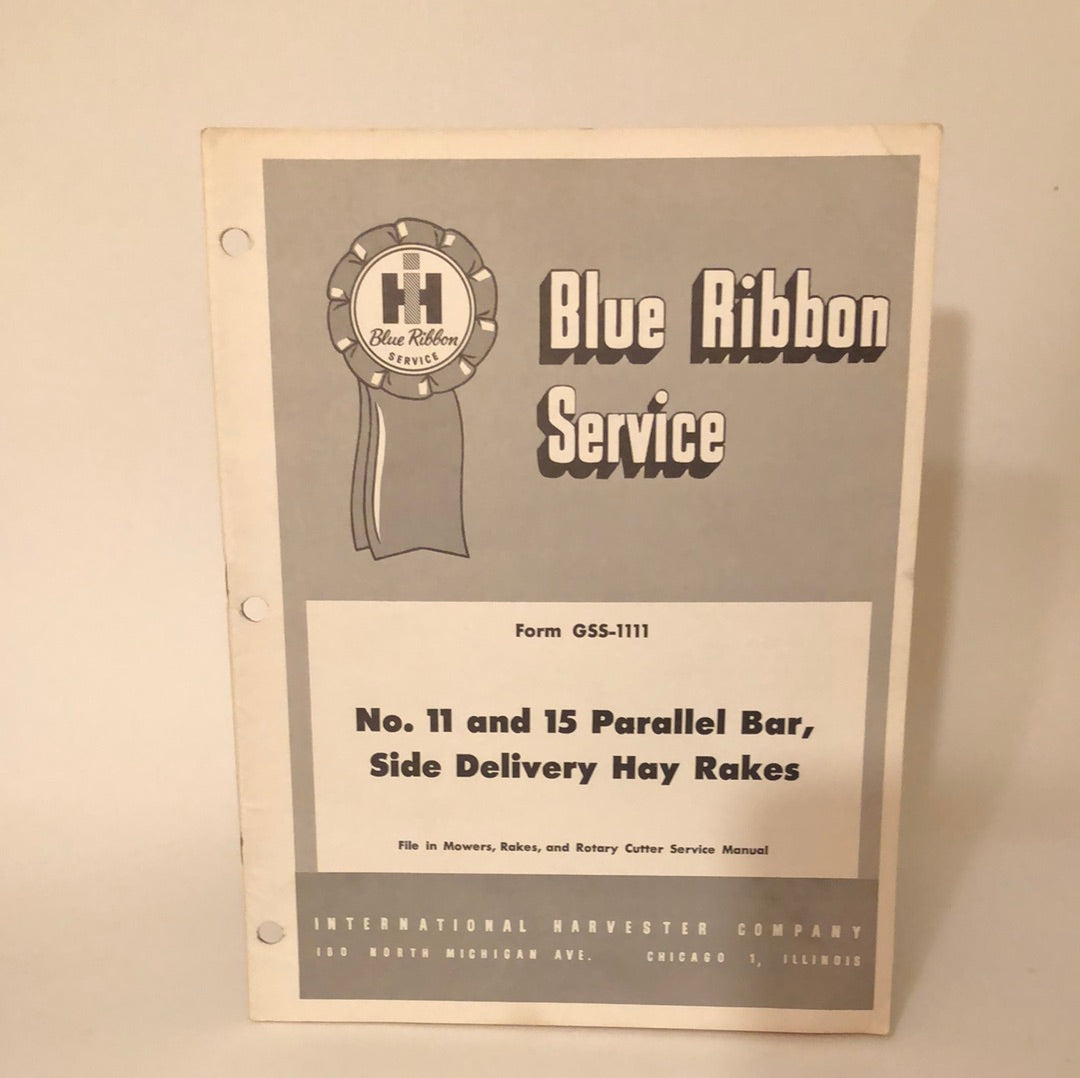 IH
Blue Ribbon
SERVICE
Blue Ribbon
Service
Form GSS-1111
No. 11 and 15 Parallel Bar,
Side Delivery Hay Rakes
File in Mowers, Rakes, and Rotary Cutter Service Manual
INTERNATIONAL HARVESTER COMPANY
180 NORTH MICHIGAN AVE. CHICAGO 1, ILLINOIS